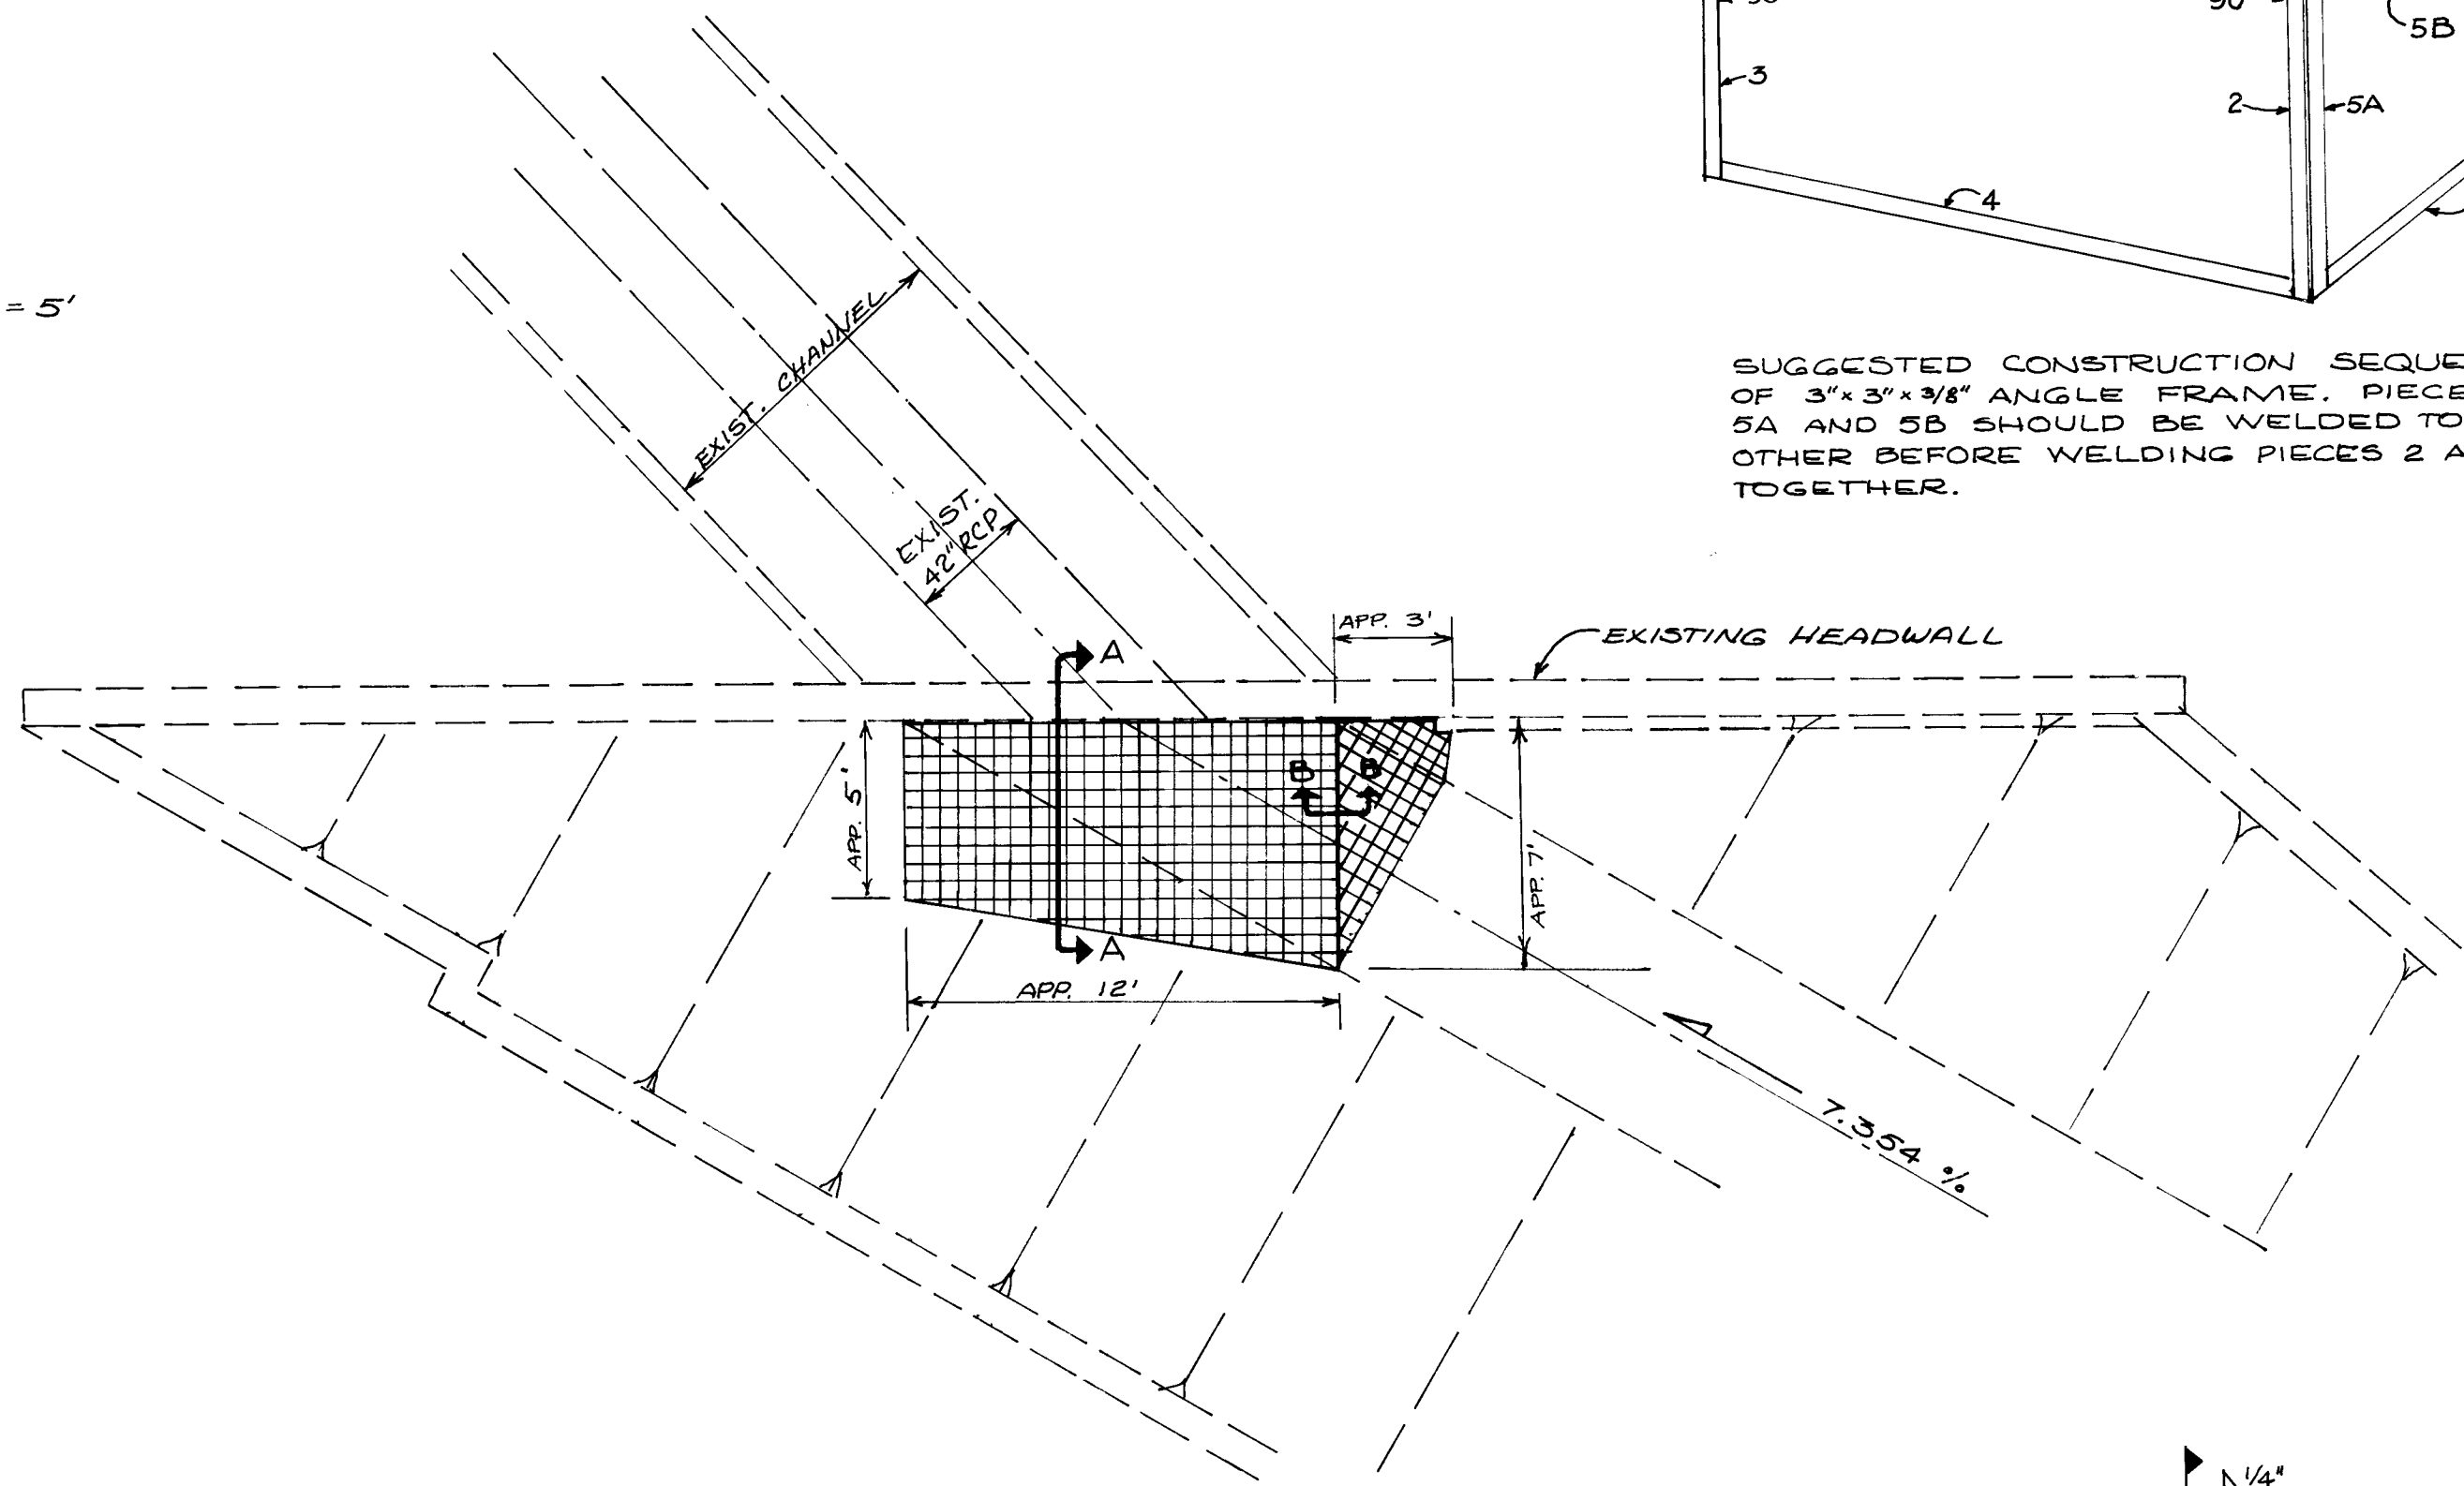 90
5B
3
2
5A
4
= 5'
SUGGESTED CONSTRUCTION SEQUE
OF 3"x 3"x 3/8" ANGLE FRAME. PIECE
5A AND 5B SHOULD BE WELDED TO
OTHER BEFORE WELDING PIECES 2 A
TOGETHER.
EXIST. CHANNEL
EXIST.
42" RCP
APP. 3'
EXISTING HEADWALL
A
B
B
APP. 5'
APP. 7'
A
APP. 12'
7.354 %
1/4"